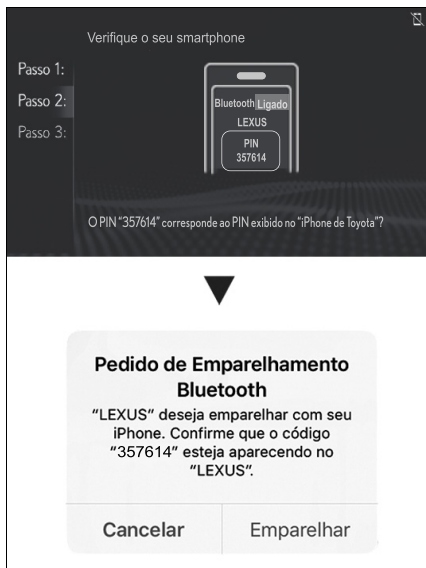 Verifique o seu smartphone
Passo 1:
Passo 2:
Passo 3:
Bluetooth Ligado
LEXUS
PIN
357614
O PIN “357614” corresponde ao PIN exibido no “iPhone de Toyota”?
Pedido de Emparelhamento
Bluetooth
“LEXUS” deseja emparelhar com seu
iPhone. Confirme que o código
“357614” esteja aparecendo no
“LEXUS”.
Cancelar Emparelhar